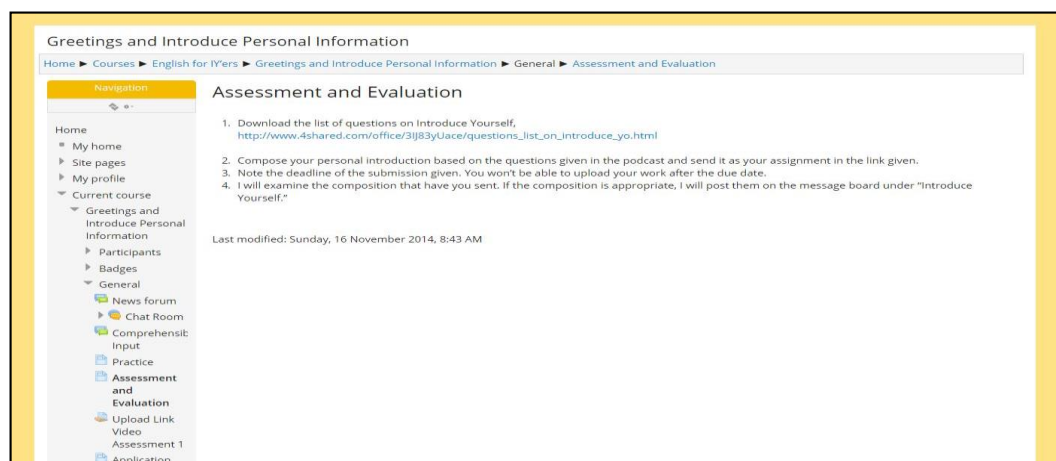 Greetings and Introduce Personal Information
Home ► Courses ► English for IY'ers ► Greetings and Introduce Personal Information ► General ► Assessment and Evaluation
Navigation
Home
My home
Site pages
My profile
Current course
Greetings and
Introduce Personal
Information
Participants
Badges
General
News forum
Chat Room
Comprehensib
Input
Practice
Assessment
and
Evaluation
Upload Link
Video
Assessment 1
Application
Assessment and Evaluation
1. Download the list of questions on Introduce Yourself,
http://www.4shared.com/office/3IJ83yUace/questions_list_on_introduce_yo.html
2. Compose your personal introduction based on the questions given in the podcast and send it as your assignment in the link given.
3. Note the deadline of the submission given. You won't be able to upload your work after the due date.
4. I will examine the composition that have you sent. If the composition is appropriate, I will post them on the message board under "Introduce
Yourself."
Last modified: Sunday, 16 November 2014, 8:43 AM